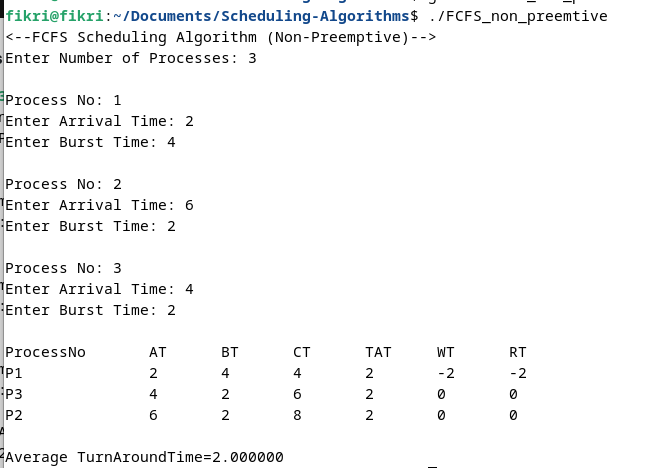 fikri@fikri:~/Documents/Scheduling-Algorithms$ ./FCFS_non_preemtive
<--FCFS Scheduling Algorithm (Non-Preemptive)-->
Enter Number of Processes: 3
Process No: 1
Enter Arrival Time: 2
Enter Burst Time: 4
Process No: 2
Enter Arrival Time: 6
Enter Burst Time: 2
Process No: 3
Enter Arrival Time: 4
Enter Burst Time: 2
ProcessNo AT BT CT TAT WT RT
P1 2 4 4 2 -2 -2
P3 4 2 6 2 0 0
P2 6 2 8 2 0 0
Average TurnAroundTime=2.000000